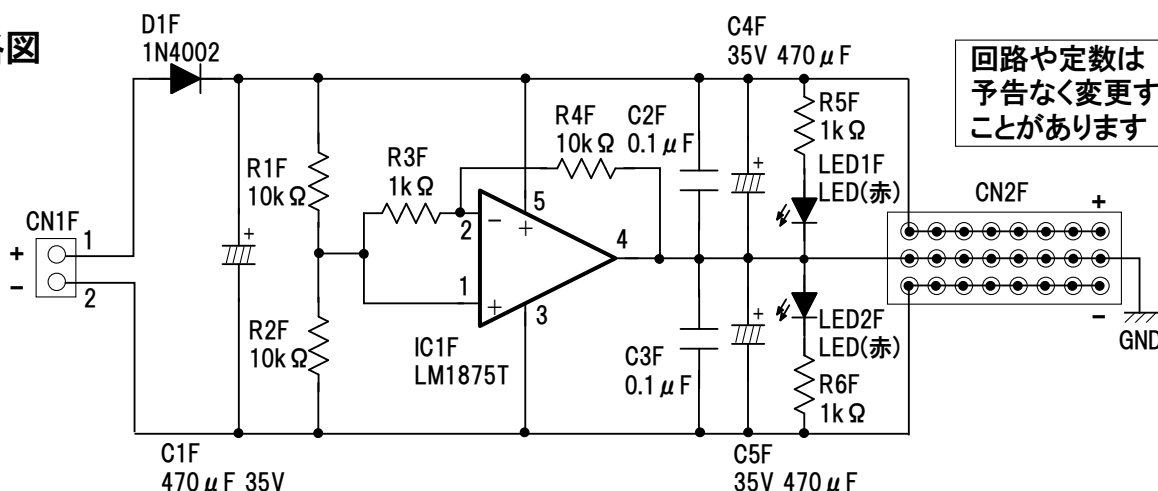 路図
D1F
1N4002
C4F
35V 470μF
回路や定数は
予告なく変更す
ことがあります
R5F
1kΩ
LED1F
LED(赤)
R4F
10kΩ
C2F
0.1μF
R3F
1kΩ
R1F
10kΩ
CN1F
+
1
-
2
5
+
-
2
4
1
+
3
CN2F
+
-
GND
R2F
10kΩ
IC1F
LM1875T
C3F
0.1μF
LED2F
LED(赤)
R6F
1kΩ
+
+
+
C1F
470μF 35V
C5F
35V 470μF